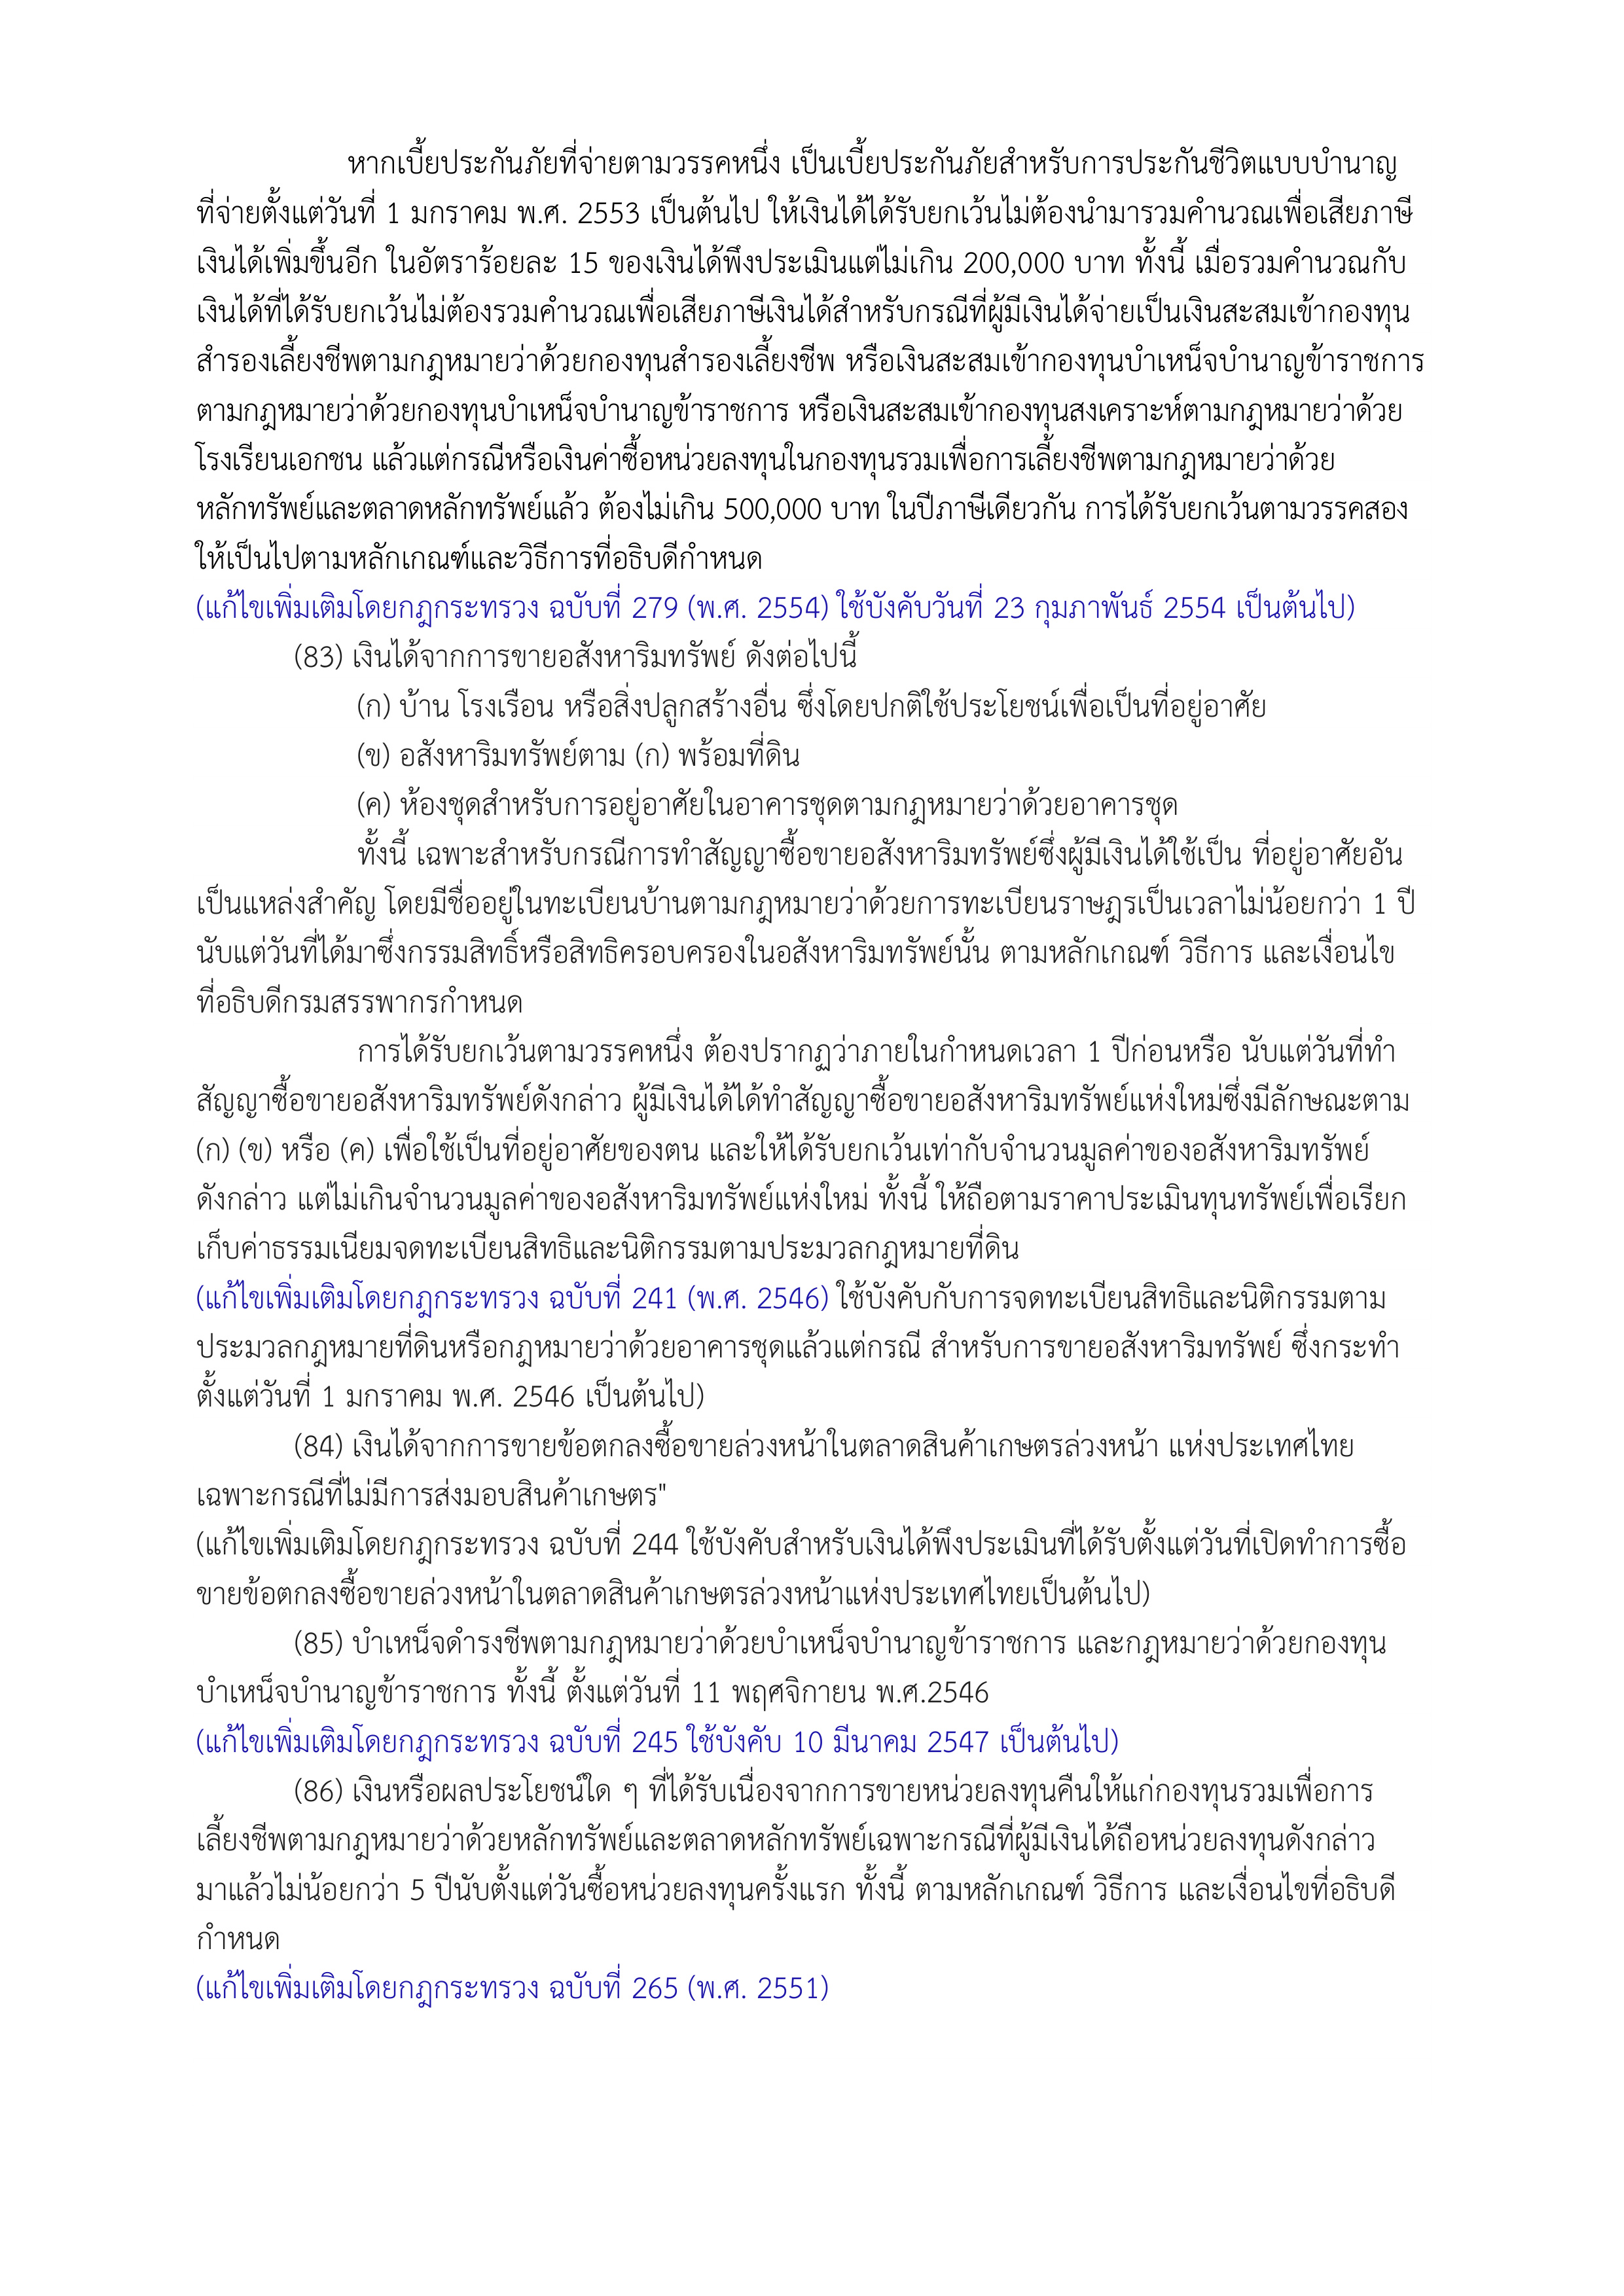 หากเบี้ยประกันภัยที่จ่ายตามวรรคหนึ่ง เป็นเบี้ยประกันภัยสำหรับการประกันชีวิตแบบบำนาญ
ที่จ่ายตั้งแต่วันที่ 1 มกราคม พ.ศ. 2553 เป็นต้นไป ให้เงินได้ได้รับยกเว้นไม่ต้องนำมารวมคำนวณเพื่อเสียภาษี
เงินได้เพิ่มขึ้นอีก ในอัตราร้อยละ 15 ของเงินได้พึงประเมินแต่ไม่เกิน 200,000 บาท ทั้งนี้ เมื่อรวมคำนวณกับ
เงินได้ที่ได้รับยกเว้นไม่ต้องรวมคำนวณเพื่อเสียภาษีเงินได้สำหรับกรณีที่ผู้มีเงินได้จ่ายเป็นเงินสะสมเข้ากองทุน
สำรองเลี้ยงชีพตามกฎหมายว่าด้วยกองทุนสำรองเลี้ยงชีพ หรือเงินสะสมเข้ากองทุนบำเหน็จบำนาญข้าราชการ
ตามกฎหมายว่าด้วยกองทุนบำเหน็จบำนาญข้าราชการ หรือเงินสะสมเข้ากองทุนสงเคราะห์ตามกฎหมายว่าด้วย
โรงเรียนเอกชน แล้วแต่กรณีหรือเงินค่าซื้อหน่วยลงทุนในกองทุนรวมเพื่อการเลี้ยงชีพตามกฎหมายว่าด้วย
หลักทรัพย์และตลาดหลักทรัพย์แล้ว ต้องไม่เกิน 500,000 บาท ในปีภาษีเดียวกัน การได้รับยกเว้นตามวรรคสอง
ให้เป็นไปตามหลักเกณฑ์และวิธีการที่อธิบดีกำหนด
(แก้ไขเพิ่มเติมโดยกฎกระทรวง ฉบับที่ 279 (พ.ศ. 2554) ใช้บังคับวันที่ 23 กุมภาพันธ์ 2554 เป็นต้นไป)
(83) เงินได้จากการขายอสังหาริมทรัพย์ ดังต่อไปนี้
(ก) บ้าน โรงเรือน หรือสิ่งปลูกสร้างอื่น ซึ่งโดยปกติใช้ประโยชน์เพื่อเป็นที่อยู่อาศัย
(ข) อสังหาริมทรัพย์ตาม (ก) พร้อมที่ดิน
(ค) ห้องชุดสำหรับการอยู่อาศัยในอาคารชุดตามกฎหมายว่าด้วยอาคารชุด
ทั้งนี้ เฉพาะสำหรับกรณีการทำสัญญาซื้อขายอสังหาริมทรัพย์ซึ่งผู้มีเงินได้ใช้เป็น ที่อยู่อาศัยอัน
เป็นแหล่งสำคัญ โดยมีชื่ออยู่ในทะเบียนบ้านตามกฎหมายว่าด้วยการทะเบียนราษฎรเป็นเวลาไม่น้อยกว่า 1 ปี
นับแต่วันที่ได้มาซึ่งกรรมสิทธิ์หรือสิทธิครอบครองในอสังหาริมทรัพย์นั้น ตามหลักเกณฑ์ วิธีการ และเงื่อนไข
ที่อธิบดีกรมสรรพากรกำหนด
การได้รับยกเว้นตามวรรคหนึ่ง ต้องปรากฏว่าภายในกำหนดเวลา 1 ปีก่อนหรือ นับแต่วันที่ทำ
สัญญาซื้อขายอสังหาริมทรัพย์ดังกล่าว ผู้มีเงินได้ได้ทำสัญญาซื้อขายอสังหาริมทรัพย์แห่งใหม่ซึ่งมีลักษณะตาม
(ก) (ข) หรือ (ค) เพื่อใช้เป็นที่อยู่อาศัยของตน และให้ได้รับยกเว้นเท่ากับจำนวนมูลค่าของอสังหาริมทรัพย์
ดังกล่าว แต่ไม่เกินจำนวนมูลค่าของอสังหาริมทรัพย์แห่งใหม่ ทั้งนี้ ให้ถือตามราคาประเมินทุนทรัพย์เพื่อเรียก
เก็บค่าธรรมเนียมจดทะเบียนสิทธิและนิติกรรมตามประมวลกฎหมายที่ดิน
(แก้ไขเพิ่มเติมโดยกฎกระทรวง ฉบับที่ 241 (พ.ศ. 2546) ใช้บังคับกับการจดทะเบียนสิทธิและนิติกรรมตาม
ประมวลกฎหมายที่ดินหรือกฎหมายว่าด้วยอาคารชุดแล้วแต่กรณี สำหรับการขายอสังหาริมทรัพย์ ซึ่งกระทำ
ตั้งแต่วันที่ 1 มกราคม พ.ศ. 2546 เป็นต้นไป)
(84) เงินได้จากการขายข้อตกลงซื้อขายล่วงหน้าในตลาดสินค้าเกษตรล่วงหน้า แห่งประเทศไทย
เฉพาะกรณีที่ไม่มีการส่งมอบสินค้าเกษตร"
(แก้ไขเพิ่มเติมโดยกฎกระทรวง ฉบับที่ 244 ใช้บังคับสำหรับเงินได้พึงประเมินที่ได้รับตั้งแต่วันที่เปิดทำการซื้อ
ขายข้อตกลงซื้อขายล่วงหน้าในตลาดสินค้าเกษตรล่วงหน้าแห่งประเทศไทยเป็นต้นไป)
(85) บำเหน็จดำรงชีพตามกฎหมายว่าด้วยบำเหน็จบำนาญข้าราชการ และกฎหมายว่าด้วยกองทุน
บำเหน็จบำนาญข้าราชการ ทั้งนี้ ตั้งแต่วันที่ 11 พฤศจิกายน พ.ศ.2546
(แก้ไขเพิ่มเติมโดยกฎกระทรวง ฉบับที่ 245 ใช้บังคับ 10 มีนาคม 2547 เป็นต้นไป)
(86) เงินหรือผลประโยชน์ใด ๆ ที่ได้รับเนื่องจากการขายหน่วยลงทุนคืนให้แก่กองทุนรวมเพื่อการ
เลี้ยงชีพตามกฎหมายว่าด้วยหลักทรัพย์และตลาดหลักทรัพย์เฉพาะกรณีที่ผู้มีเงินได้ถือหน่วยลงทุนดังกล่าว
มาแล้วไม่น้อยกว่า 5 ปีนับตั้งแต่วันซื้อหน่วยลงทุนครั้งแรก ทั้งนี้ ตามหลักเกณฑ์ วิธีการ และเงื่อนไขที่อธิบดี
กำหนด
(แก้ไขเพิ่มเติมโดยกฎกระทรวง ฉบับที่ 265 (พ.ศ. 2551)